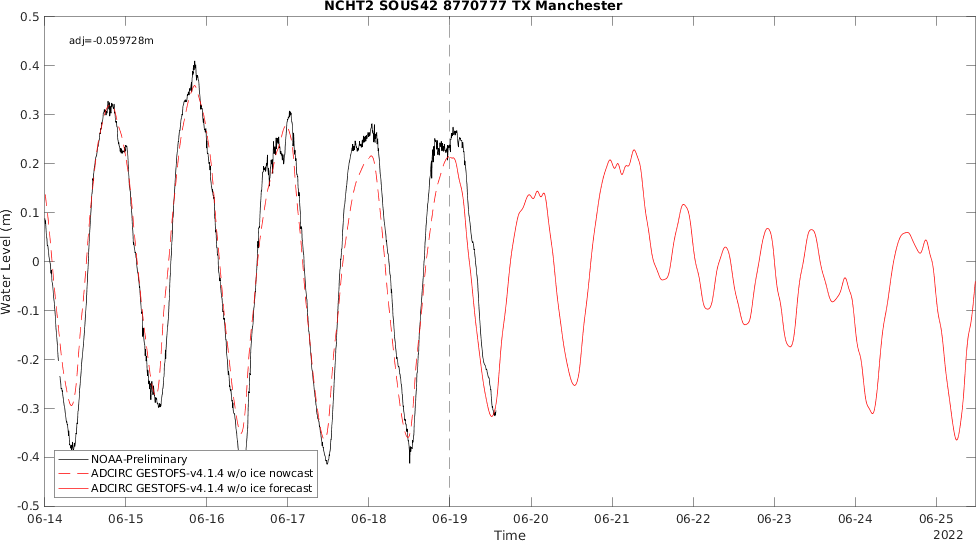 NCHT2 SOUS42 8770777 TX Manchester
adj=-0.059728m
0.5
0.4
0.3
0.2
0.1
0
-0.1
-0.2
-0.3
-0.4
-0.5
Water Level (m)
NOAA-Preliminary
ADCIRC GESTOFS-v4.1.4 w/o ice nowcast
ADCIRC GESTOFS-v4.1.4 w/o ice forecast
06-14 06-15 06-16 06-17 06-18 06-19 06-20 06-21 06-22 06-23 06-24 06-25
Time
2022